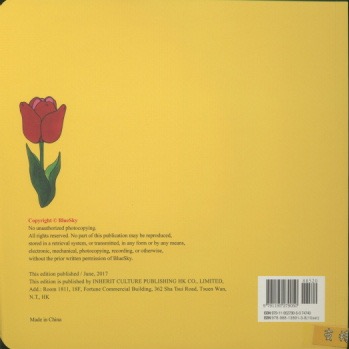 Copyright © BlueSky
No unauthorized photocopying.
All rights reserved. No part of this publication may be reproduced,
stored in a retrieval system, or transmitted, in any form or by any means,
electronic, mechanical, photocopying, recording, or otherwise,
without the prior written permission of BlueSky.
This edition published / June, 2017
This edition is published by INHERIT CULTURE PUBLISHING HK CO., LIMITED,
Add.: Room 1811, 18F, Fortune Commercial Building, 362 Sha Tsui Road, Tsuen Wan,
N.T., HK
Made in China